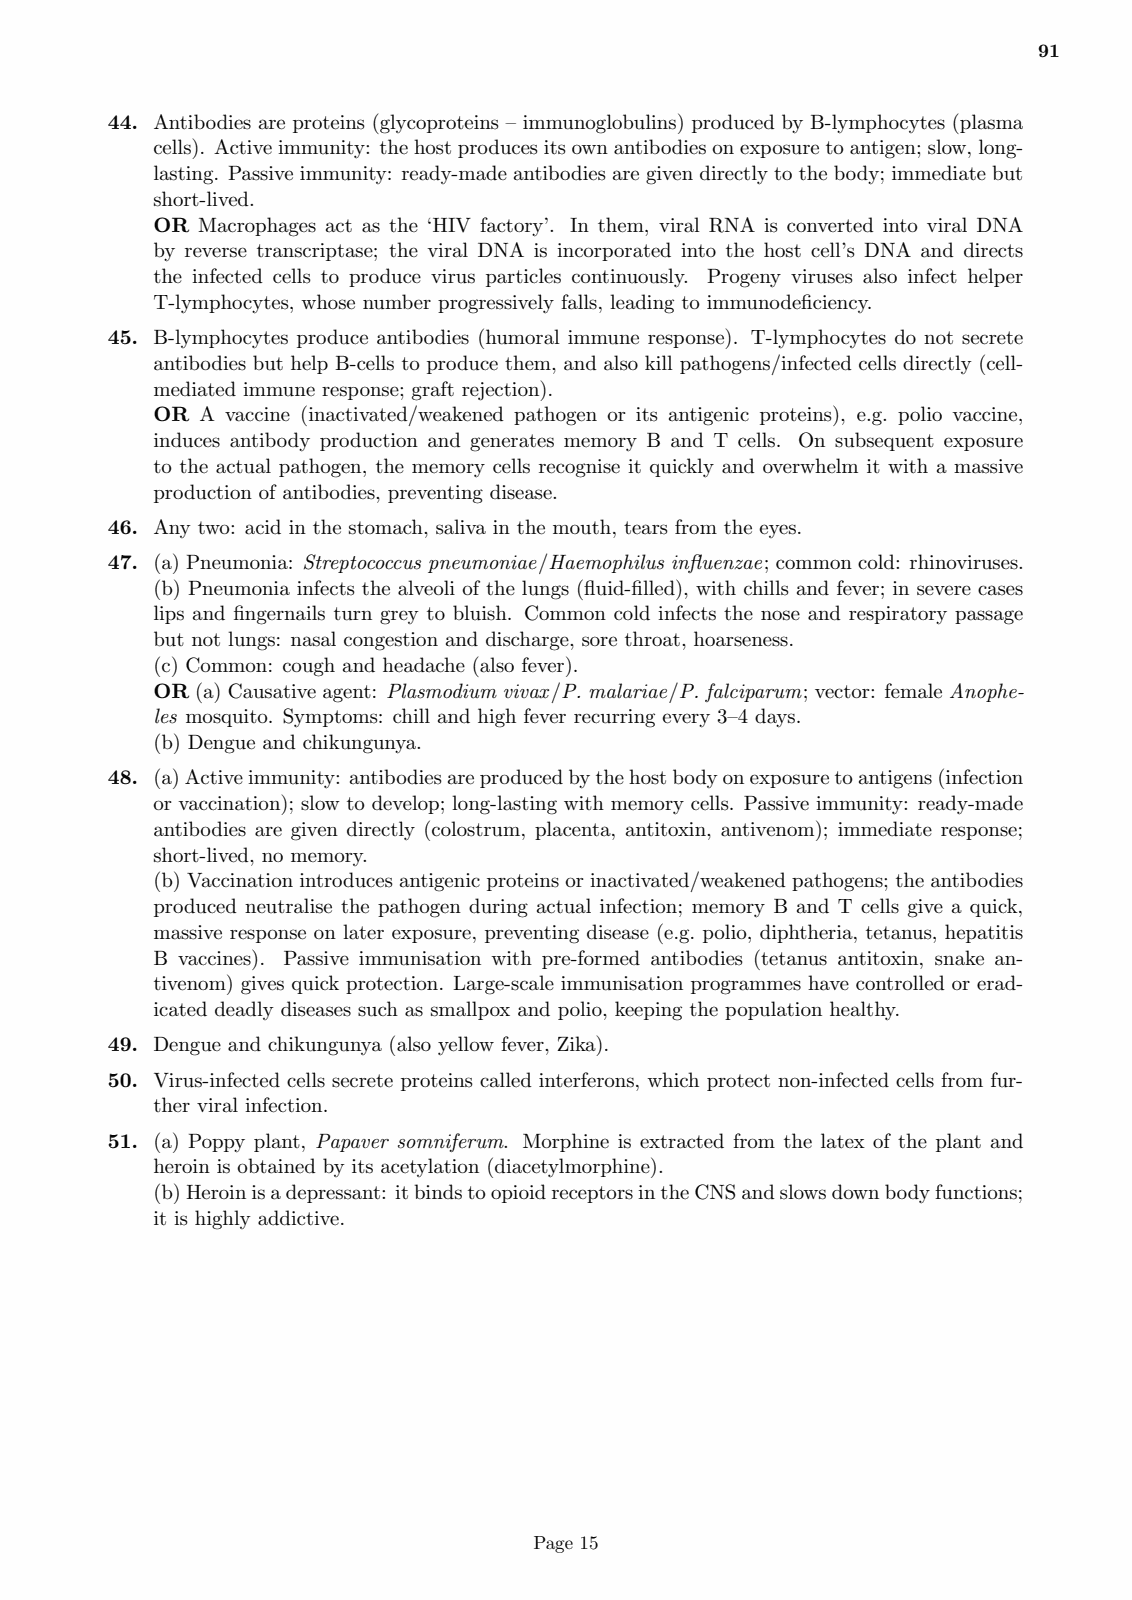 91
44. Antibodies are proteins (glycoproteins – immunoglobulins) produced by B-lymphocytes (plasma
cells). Active immunity: the host produces its own antibodies on exposure to antigen; slow, long-
lasting. Passive immunity: ready-made antibodies are given directly to the body; immediate but
short-lived.
OR Macrophages act as the ‘HIV factory’. In them, viral RNA is converted into viral DNA
by reverse transcriptase; the viral DNA is incorporated into the host cell’s DNA and directs
the infected cells to produce virus particles continuously. Progeny viruses also infect helper
T-lymphocytes, whose number progressively falls, leading to immunodeficiency.
45. B-lymphocytes produce antibodies (humoral immune response). T-lymphocytes do not secrete
antibodies but help B-cells to produce them, and also kill pathogens/infected cells directly (cell-
mediated immune response; graft rejection).
OR A vaccine (inactivated/weakened pathogen or its antigenic proteins), e.g. polio vaccine,
induces antibody production and generates memory B and T cells. On subsequent exposure
to the actual pathogen, the memory cells recognise it quickly and overwhelm it with a massive
production of antibodies, preventing disease.
46. Any two: acid in the stomach, saliva in the mouth, tears from the eyes.
47. (a) Pneumonia: Streptococcus pneumoniae/Haemophilus influenzae; common cold: rhinoviruses.
(b) Pneumonia infects the alveoli of the lungs (fluid-filled), with chills and fever; in severe cases
lips and fingernails turn grey to bluish. Common cold infects the nose and respiratory passage
but not lungs: nasal congestion and discharge, sore throat, hoarseness.
(c) Common: cough and headache (also fever).
OR (a) Causative agent: Plasmodium vivax/P. malariae/P. falciparum; vector: female Anophe-
les mosquito. Symptoms: chill and high fever recurring every 3–4 days.
(b) Dengue and chikungunya.
48. (a) Active immunity: antibodies are produced by the host body on exposure to antigens (infection
or vaccination); slow to develop; long-lasting with memory cells. Passive immunity: ready-made
antibodies are given directly (colostrum, placenta, antitoxin, antivenom); immediate response;
short-lived, no memory.
(b) Vaccination introduces antigenic proteins or inactivated/weakened pathogens; the antibodies
produced neutralise the pathogen during actual infection; memory B and T cells give a quick,
massive response on later exposure, preventing disease (e.g. polio, diphtheria, tetanus, hepatitis
B vaccines). Passive immunisation with pre-formed antibodies (tetanus antitoxin, snake an-
tivenom) gives quick protection. Large-scale immunisation programmes have controlled or erad-
icated deadly diseases such as smallpox and polio, keeping the population healthy.
49. Dengue and chikungunya (also yellow fever, Zika).
50. Virus-infected cells secrete proteins called interferons, which protect non-infected cells from fur-
ther viral infection.
51. (a) Poppy plant, Papaver somniferum. Morphine is extracted from the latex of the plant and
heroin is obtained by its acetylation (diacetylmorphine).
(b) Heroin is a depressant: it binds to opioid receptors in the CNS and slows down body functions;
it is highly addictive.
Page 15